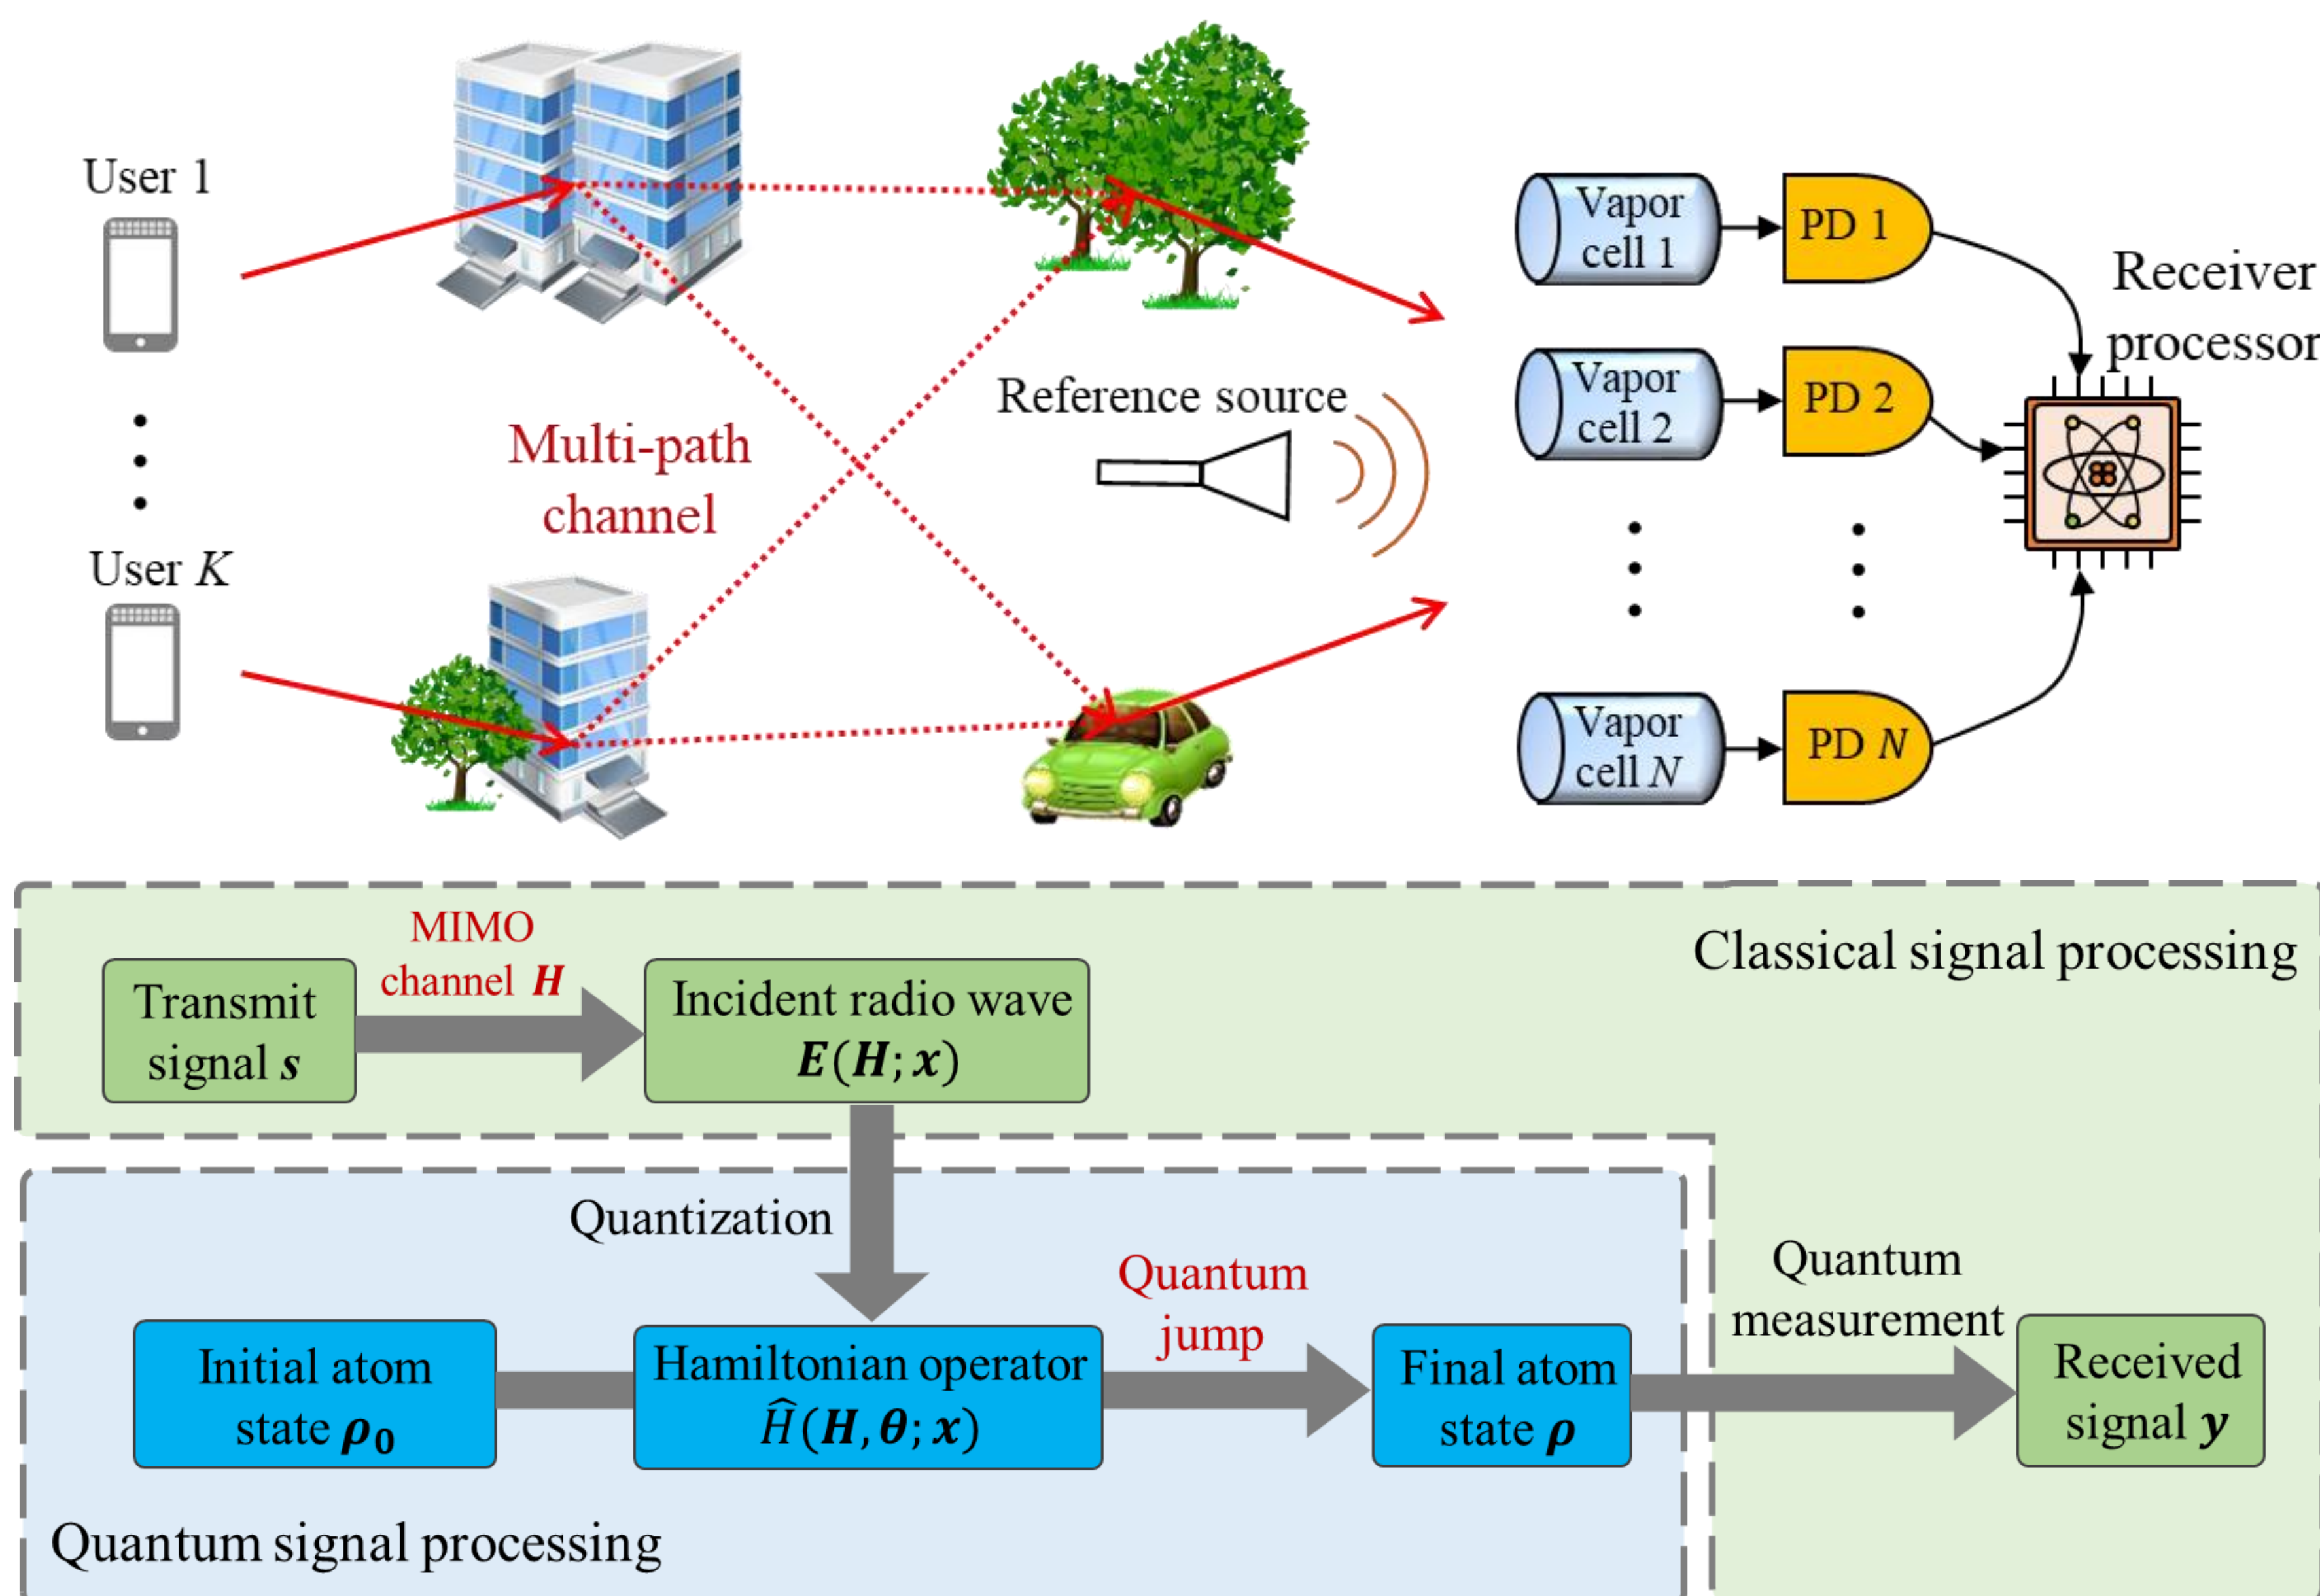 User 1
User K
Multi-path
channel
Reference source
Vapor
cell 1
PD 1
Vapor
cell 2
PD 2
Vapor
cell N
PD N
Receiver
processor
Classical signal processing
Transmit
signal s
MIMO
channel H
Incident radio wave
E(H; x)
Quantization
Initial atom
state ρ₀
Hamiltonian operator
Ĥ(H, θ; x)
Quantum
jump
Final atom
state ρ
Quantum
measurement
Received
signal y
Quantum signal processing